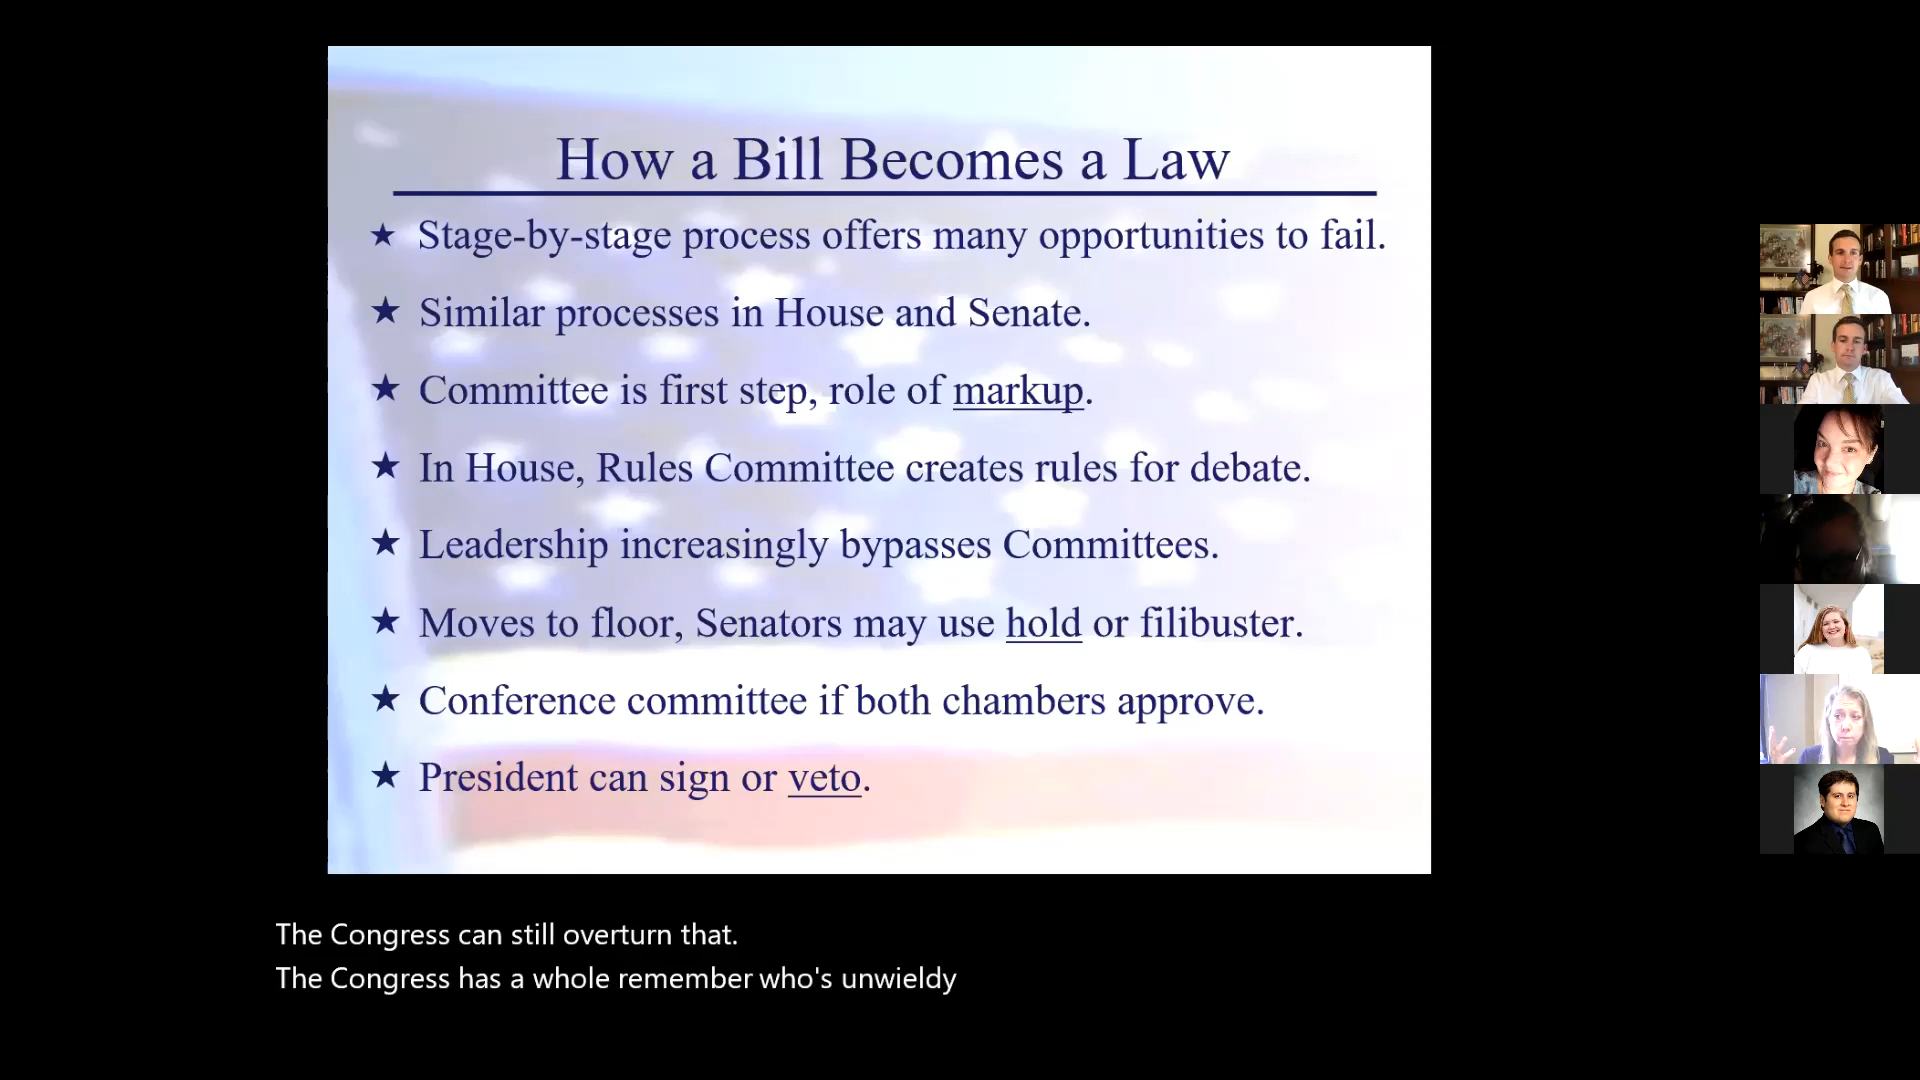 How a Bill Becomes a Law
★ Stage-by-stage process offers many opportunities to fail.
★ Similar processes in House and Senate.
★ Committee is first step, role of markup.
★ In House, Rules Committee creates rules for debate.
★ Leadership increasingly bypasses Committees.
★ Moves to floor, Senators may use hold or filibuster.
★ Conference committee if both chambers approve.
★ President can sign or veto.
The Congress can still overturn that.
The Congress has a whole remember who's unwieldy